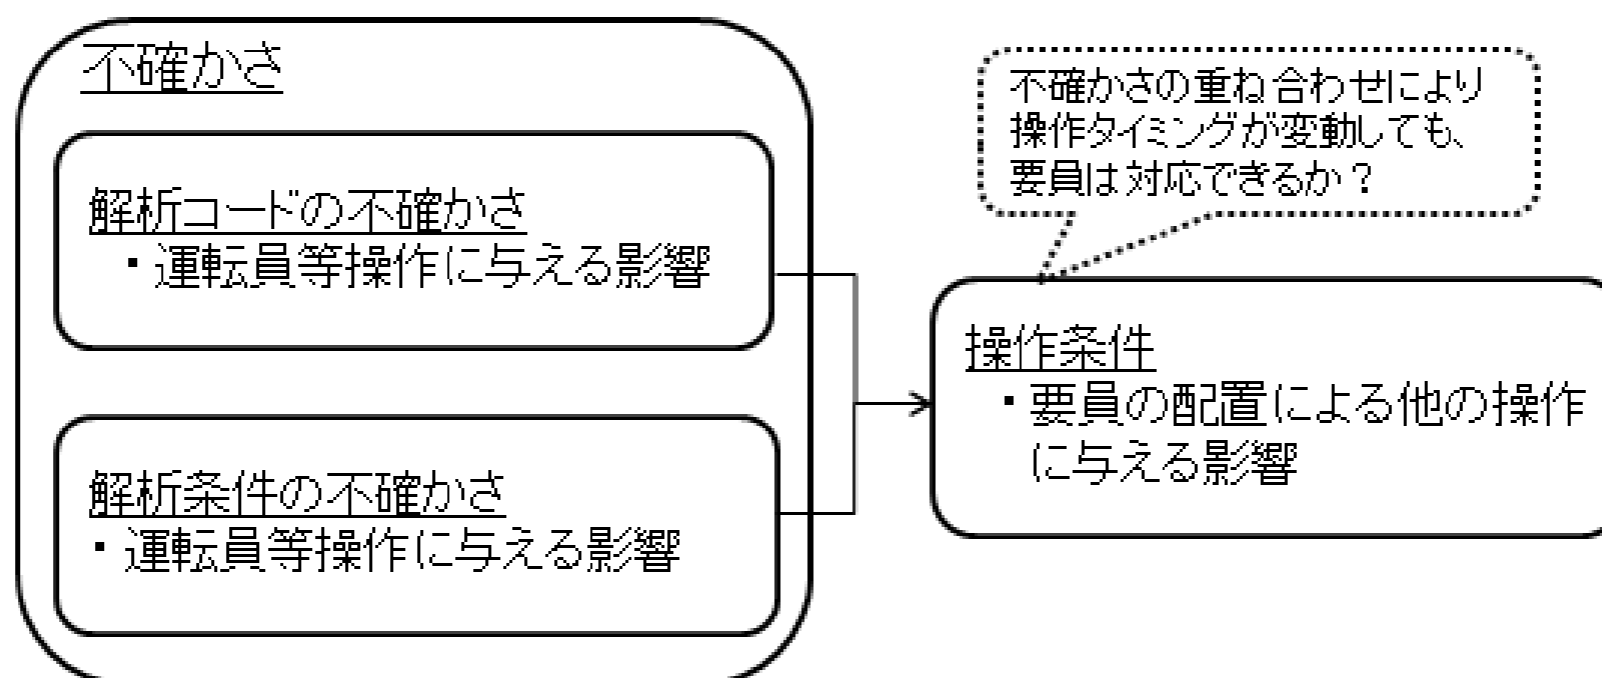 不確かさ
解析コードの不確かさ
・運転員等操作に与える影響
解析条件の不確かさ
・運転員等操作に与える影響
不確かさの重ね合わせにより
操作タイミングが変動しても、
要員は対応できるか？
操作条件
・要員の配置による他の操作
に与える影響